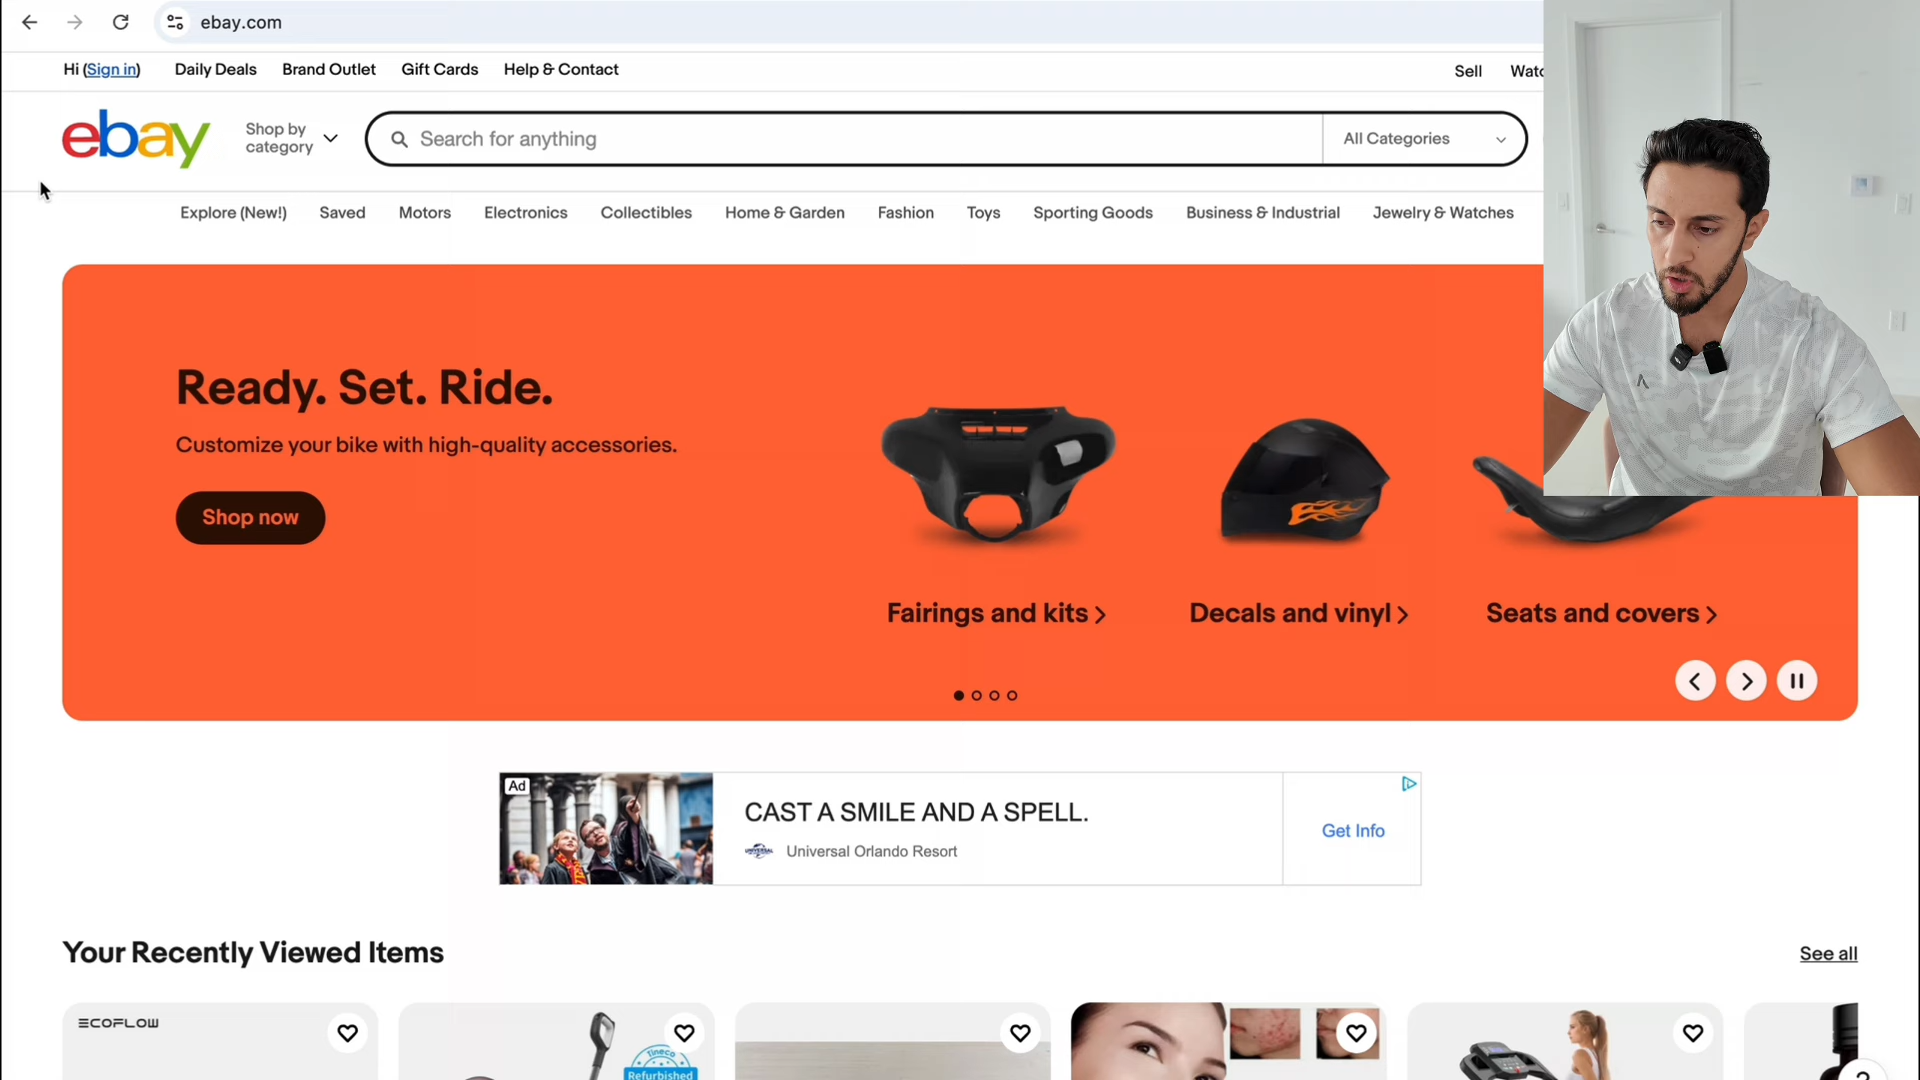 ebay.com
Hi (Sign in) Daily Deals Brand Outlet Gift Cards Help & Contact Sell
ebay
Shop by
category
Search for anything
All Categories
Explore (New!) Saved Motors Electronics Collectibles Home & Garden Fashion Toys Sporting Goods Business & Industrial Jewelry & Watches
Ready. Set. Ride.
Customize your bike with high-quality accessories.
Shop now
Fairings and kits
Decals and vinyl
Seats and covers
Ad
CAST A SMILE AND A SPELL.
UNIVERSAL
Universal Orlando Resort
Get Info
Your Recently Viewed Items
See all
ECOFLOW
Tineco
Refurbished